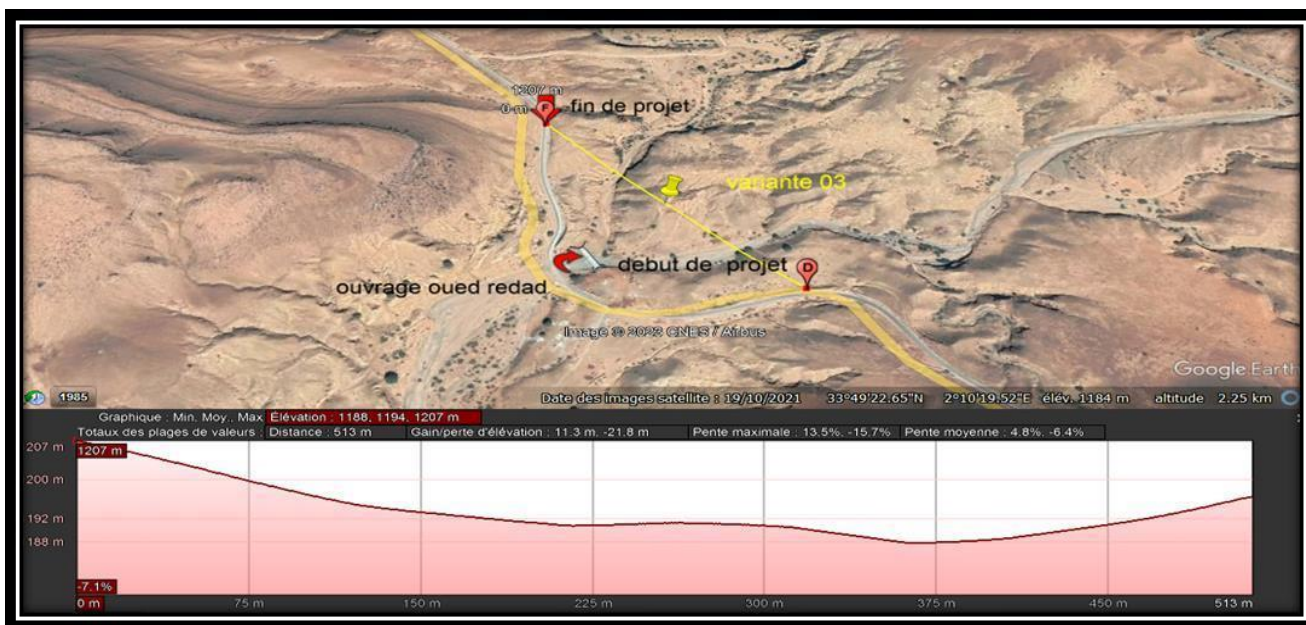 1207 m
0 m
F
fin de projet
variante 03
debut de projet
D
ouvrage oued redad
Image © 2023 CNES / Airbus
Google Earth
1985
Date des images satellite : 19/10/2021 33°49'22.65"N 2°10'19.52"E élév. 1184 m altitude 2.25 km
Graphique : Min. Moy., Max Élévation : 1188, 1194, 1207 m
Totaux des plages de valeurs : Distance : 513 m Gain/perte d'élévation : 11.3 m, -21.8 m Pente maximale : 13.5%, -15.7% Pente moyenne : 4.8%, -6.4%
207 m
1207 m
200 m
192 m
188 m
-7.1%
0 m 75 m 150 m 225 m 300 m 375 m 450 m 513 m